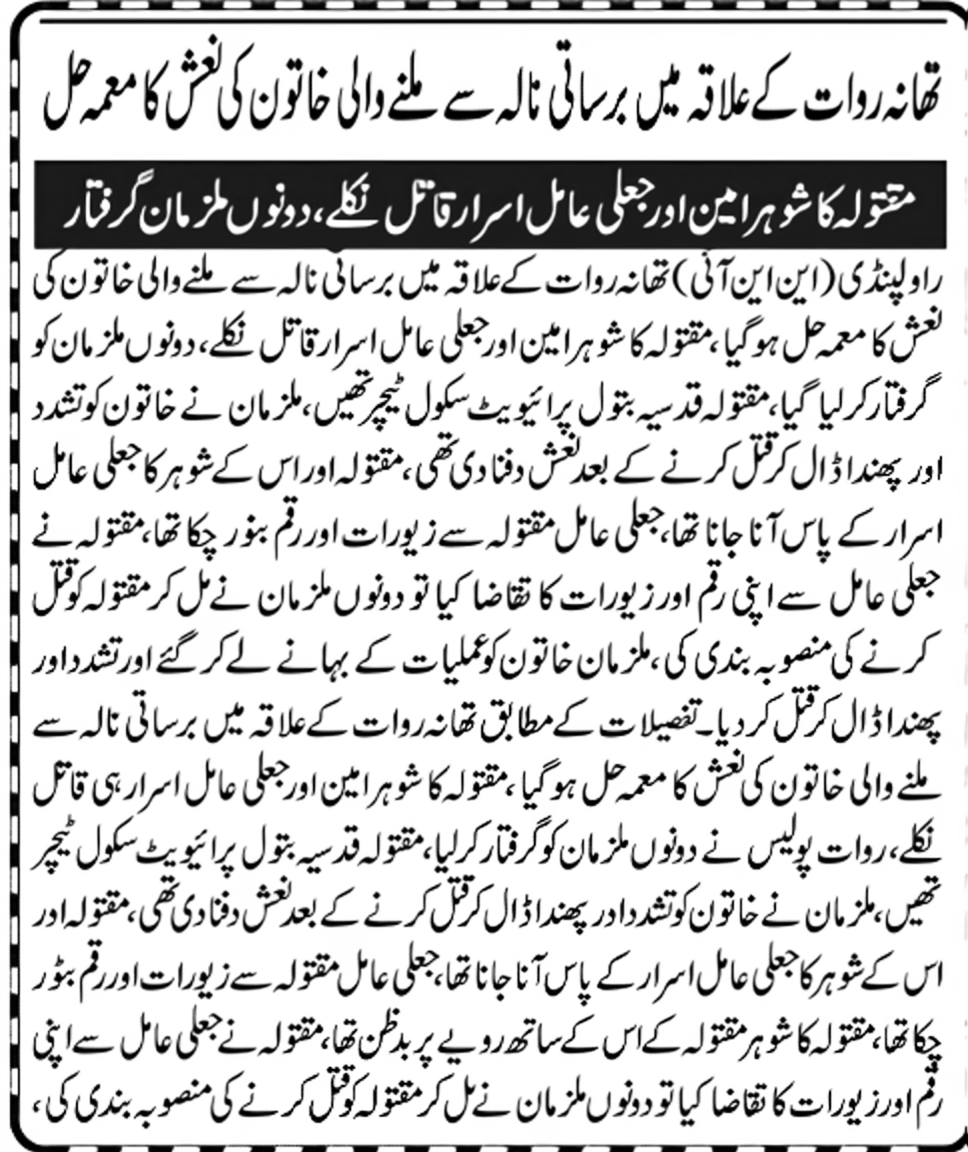 تھانہ روات کے علاقہ میں برساتی نالہ سے ملنے والی خاتون کی نعش کا معمہ حل
مقتولہ کا شوہر امین اور جعلی عامل اسرار قاتل نکلے، دونوں ملزمان گرفتار
راولپنڈی (این این آئی) تھانہ روات کے علاقہ میں برساتی نالہ سے ملنے والی خاتون کی
نعش کا معمہ حل ہو گیا، مقتولہ کا شوہر امین اور جعلی عامل اسرار قاتل نکلے، دونوں ملزمان کو
گرفتار کر لیا گیا، مقتولہ قدسیہ بتول پرائیویٹ سکول ٹیچر تھیں، ملزمان نے خاتون کو تشدد
اور پھندا ڈال کر قتل کرنے کے بعد نعش دفنا دی تھی، مقتولہ اور اس کے شوہر کا جعلی عامل
اسرار کے پاس آنا جانا تھا، جعلی عامل مقتولہ سے زیورات اور رقم بنور چکا تھا، مقتولہ نے
جعلی عامل سے اپنی رقم اور زیورات کا تقاضا کیا تو دونوں ملزمان نے مل کر مقتولہ کو قتل
کرنے کی منصوبہ بندی کی، ملزمان خاتون کو عملیات کے بہانے لے کر گئے اور تشدد اور
پھندا ڈال کر قتل کر دیا۔ تفصیلات کے مطابق تھانہ روات کے علاقہ میں برساتی نالہ سے
ملنے والی خاتون کی نعش کا معمہ حل ہو گیا، مقتولہ کا شوہر امین اور جعلی عامل اسرار ہی قاتل
نکلے، روات پولیس نے دونوں ملزمان کو گرفتار کر لیا، مقتولہ قدسیہ بتول پرائیویٹ سکول ٹیچر
تھیں، ملزمان نے خاتون کو تشدد ادر پھندا ڈال کر قتل کرنے کے بعد نعش دفنا دی تھی، مقتولہ اور
اس کے شوہر کا جعلی عامل اسرار کے پاس آنا جانا تھا، جعلی عامل مقتولہ سے زیورات اور رقم بٹور
چکا تھا، مقتولہ کا شوہر مقتولہ کے اس کے ساتھ رویے پر بدظن تھا، مقتولہ نے جعلی عامل سے اپنی
رقم اور زیورات کا تقاضا کیا تو دونوں ملزمان نے مل کر مقتولہ کو قتل کرنے کی منصوبہ بندی کی،